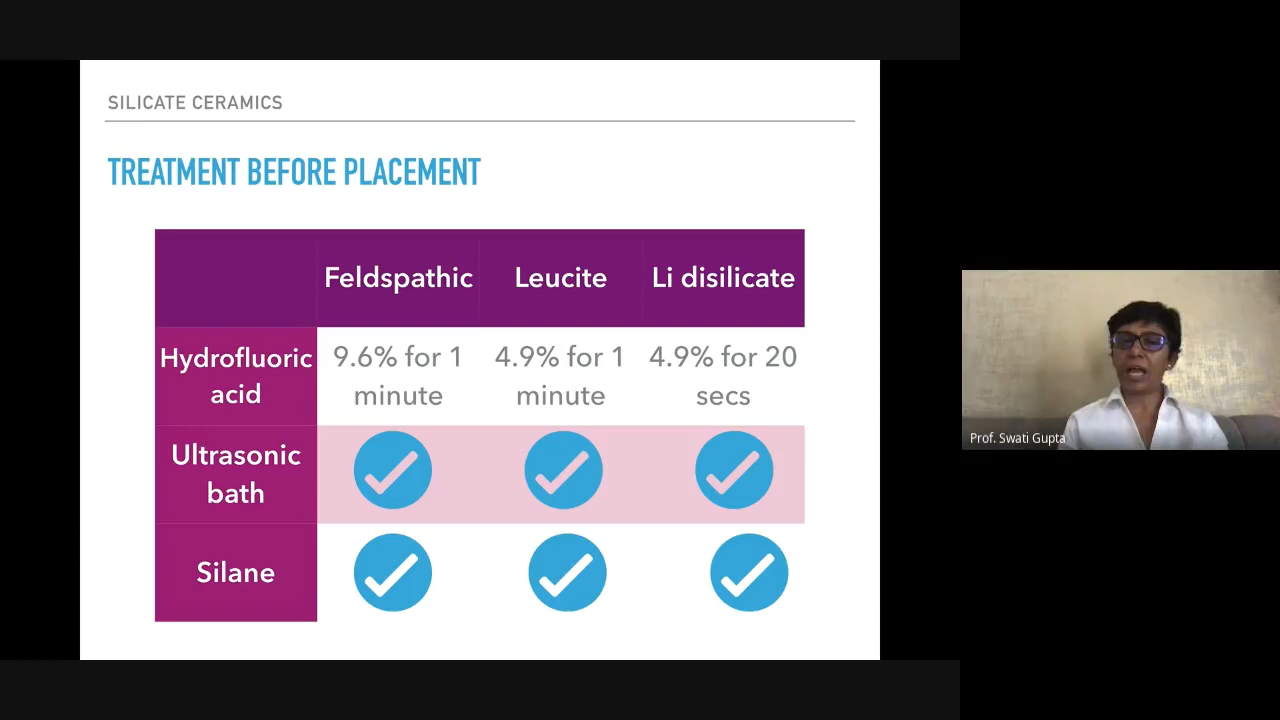 SILICATE CERAMICS
TREATMENT BEFORE PLACEMENT
Feldspathic Leucite Li disilicate
Hydrofluoric acid 9.6% for 1 minute 4.9% for 1 minute 4.9% for 20 secs
Ultrasonic bath
Silane
Prof. Swati Gupta